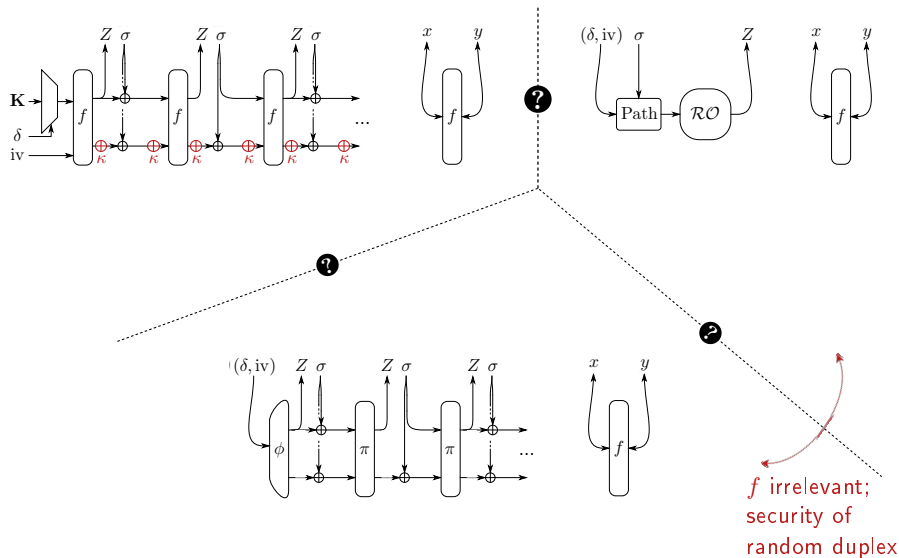 Z σ Z σ Z σ x y (δ, iv) σ Z x y
K f f f ... f Path RO f
δ
iv
κ κ κ κ κ κ
?
?
?
(δ, iv) Z σ Z σ Z σ x y
ϕ π π ... f
f irrelevant;
security of
random duplex